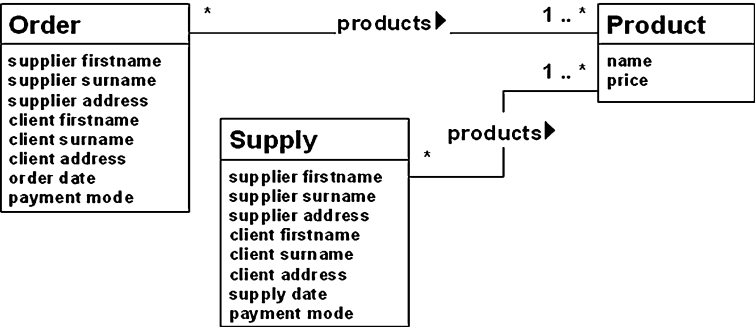 Order
supplier firstname
supplier surname
supplier address
client firstname
client surname
client address
order date
payment mode
*
products
1 .. *
Product
name
price
Supply
supplier firstname
supplier surname
supplier address
client firstname
client surname
client address
supply date
payment mode
*
products
1 .. *